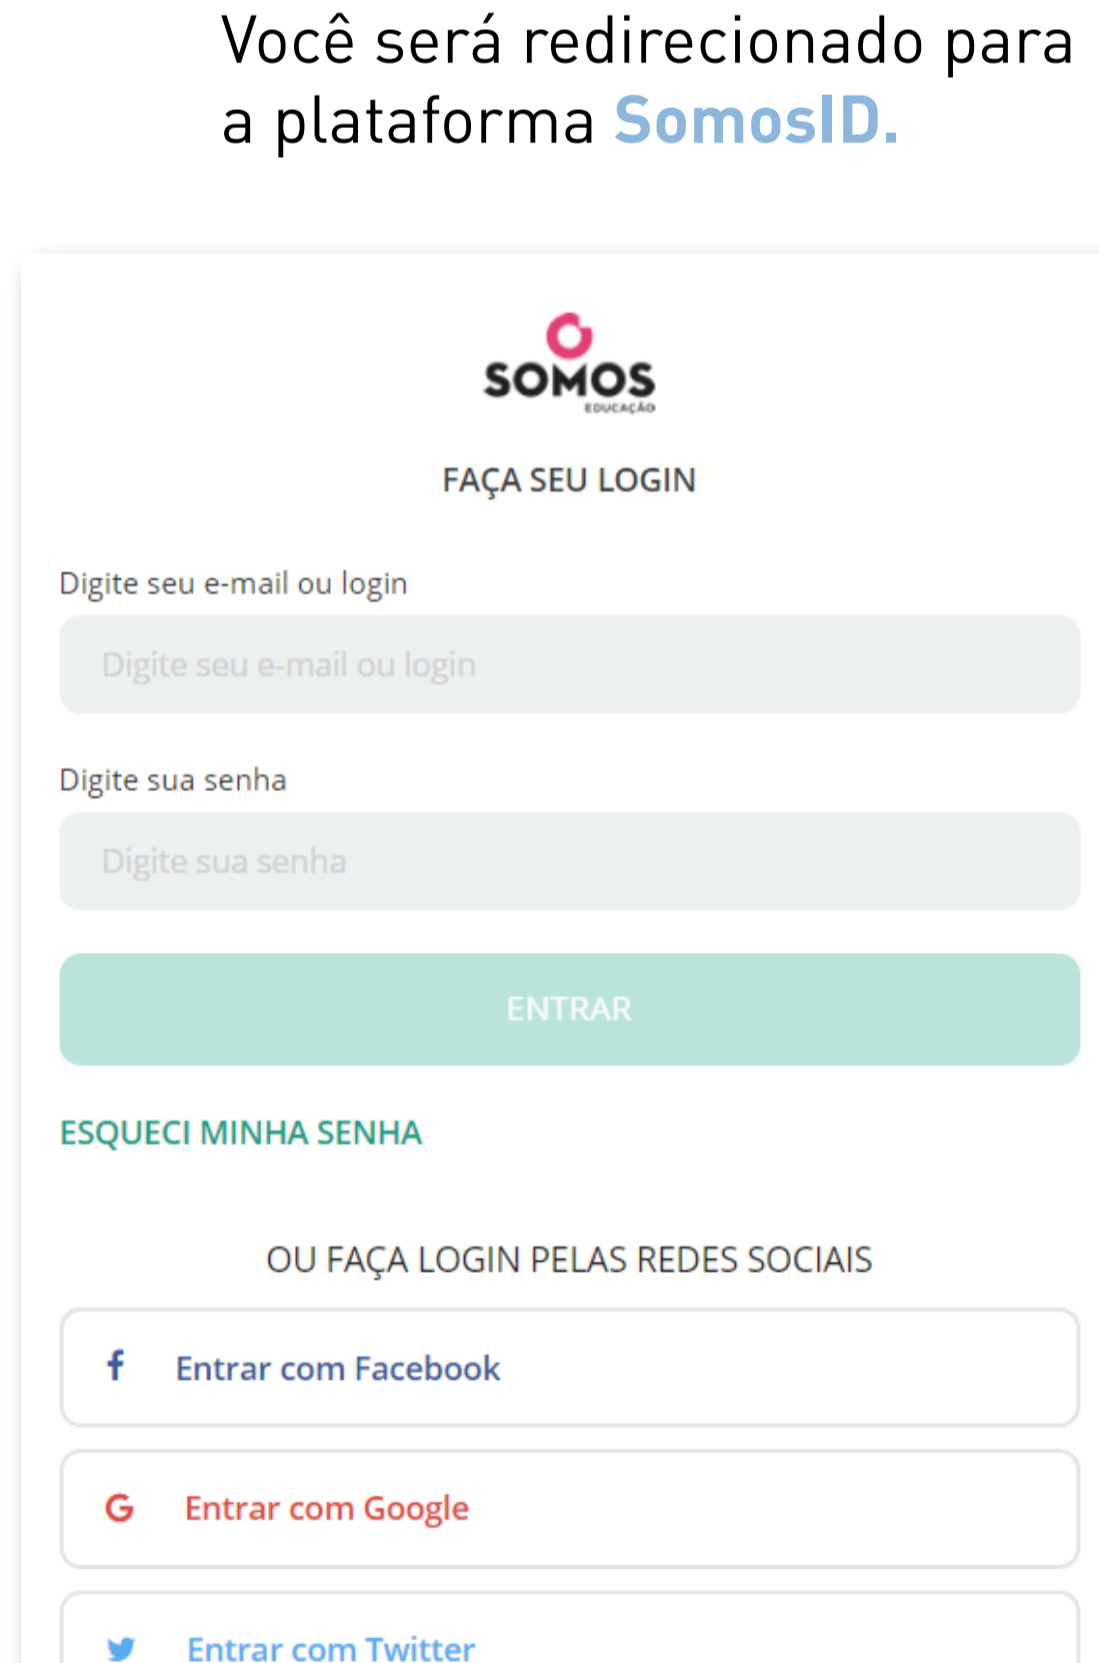 Você será redirecionado para
a plataforma SomosID.
SOMOS
EDUCAÇÃO
FAÇA SEU LOGIN
Digite seu e-mail ou login
Digite seu e-mail ou login
Digite sua senha
Digite sua senha
ENTRAR
ESQUECI MINHA SENHA
OU FAÇA LOGIN PELAS REDES SOCIAIS
Entrar com Facebook
Entrar com Google
Entrar com Twitter